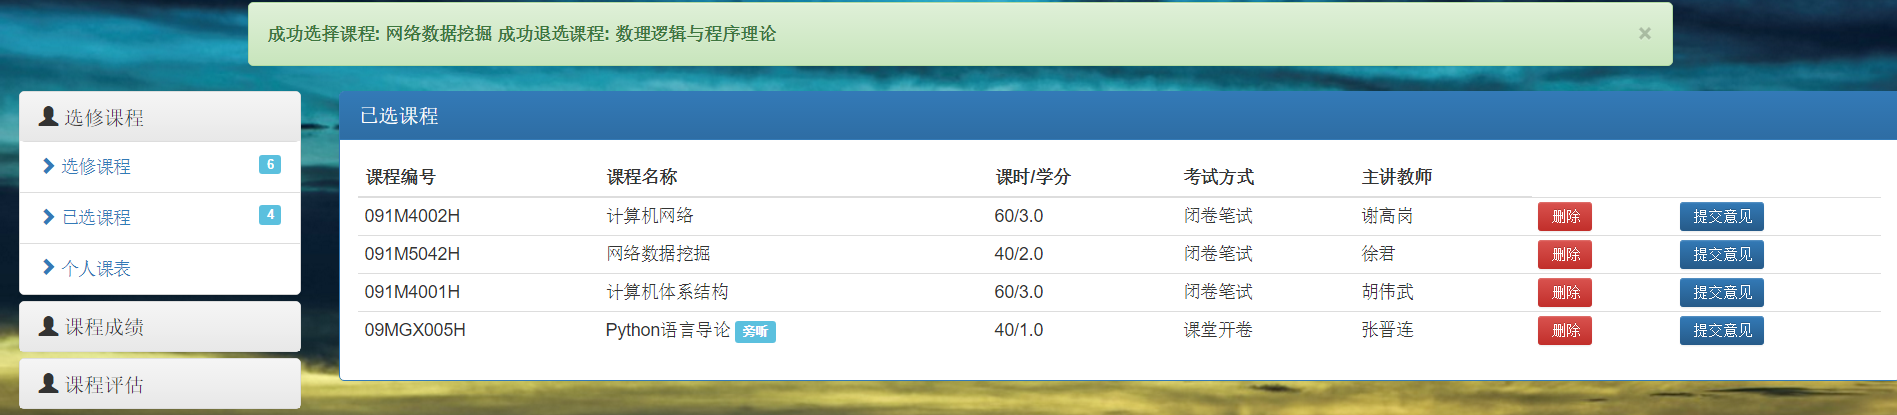 成功选择课程: 网络数据挖掘 成功退选课程: 数理逻辑与程序理论 ×
选修课程
选修课程 6
已选课程 4
个人课表
课程成绩
课程评估
已选课程
课程编号 课程名称 课时/学分 考试方式 主讲教师
091M4002H 计算机网络 60/3.0 闭卷笔试 谢高岗 删除 提交意见
091M5042H 网络数据挖掘 40/2.0 闭卷笔试 徐君 删除 提交意见
091M4001H 计算机体系结构 60/3.0 闭卷笔试 胡伟武 删除 提交意见
09MGX005H Python语言导论 旁听 40/1.0 课堂开卷 张晋连 删除 提交意见